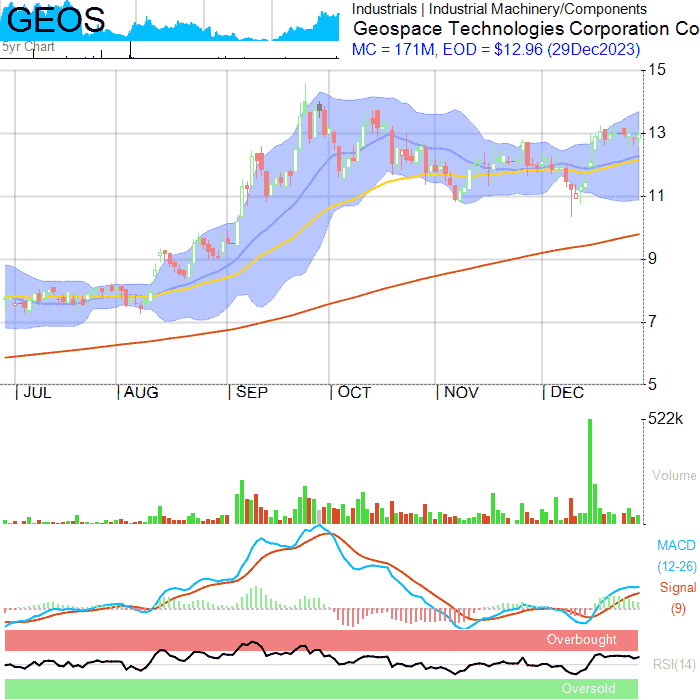 GEOS
5yr Chart
Industrials | Industrial Machinery/Components
Geospace Technologies Corporation Co
MC = 171M, EOD = $12.96 (29Dec2023)
15
13
11
9
7
5
| JUL | AUG | SEP | OCT | NOV | DEC
522k
Volume
MACD
(12-26)
Signal
(9)
Overbought
RSI(14)
Oversold